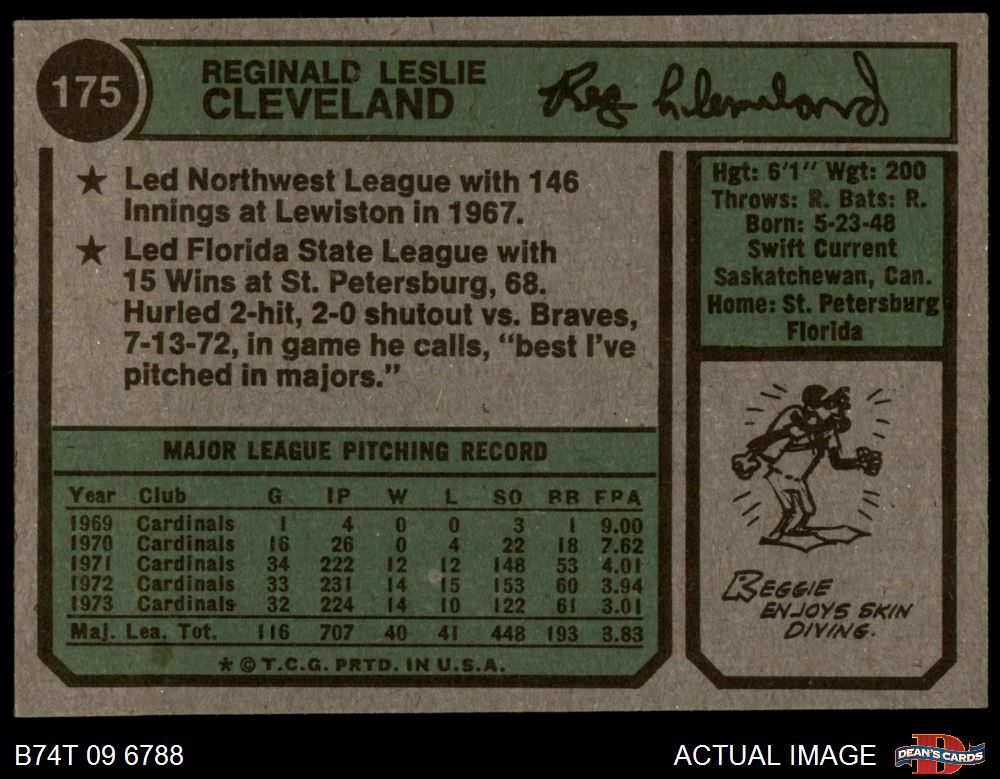 175
REGINALD LESLIE
CLEVELAND
Reg Cleveland
★ Led Northwest League with 146
Innings at Lewiston in 1967.
★ Led Florida State League with
15 Wins at St. Petersburg, 68.
Hurled 2-hit, 2-0 shutout vs. Braves,
7-13-72, in game he calls, “best I’ve
pitched in majors.”
Hgt: 6'1" Wgt: 200
Throws: R. Bats: R.
Born: 5-23-48
Swift Current
Saskatchewan, Can.
Home: St. Petersburg
Florida
MAJOR LEAGUE PITCHING RECORD
Year Club G IP W L SO BB ERA
1969 Cardinals 1 4 0 0 3 1 9.00
1970 Cardinals 16 26 0 4 22 18 7.62
1971 Cardinals 34 222 12 12 148 53 4.01
1972 Cardinals 33 231 14 15 153 60 3.94
1973 Cardinals 32 224 14 10 122 61 3.01
Maj. Lea. Tot. 116 707 40 41 448 193 3.83
* © T.C.G. PRTD. IN U.S.A.
REGGIE
ENJOYS SKIN
DIVING.
B74T 09 6788
ACTUAL IMAGE
DEAN'S CARDS